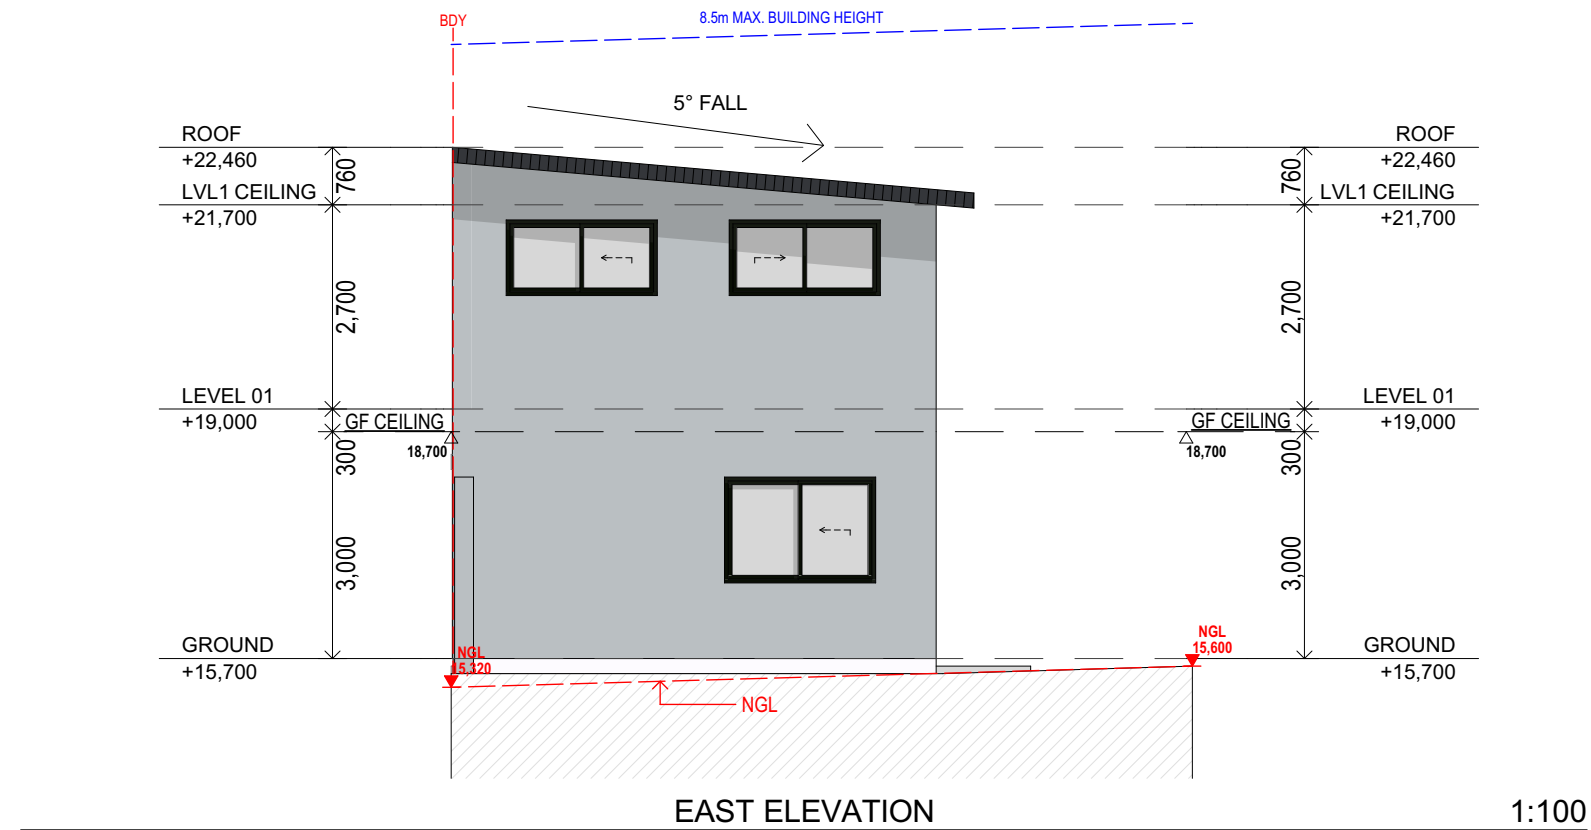 BDY
8.5m MAX. BUILDING HEIGHT
5° FALL
ROOF
+22,460
760
LVL1 CEILING
+21,700
2,700
LEVEL 01
+19,000
GF CEILING
18,700
300
3,000
GROUND
+15,700
NGL
15,320
NGL
NGL
15,600
ROOF
+22,460
760
LVL1 CEILING
+21,700
2,700
LEVEL 01
+19,000
GF CEILING
18,700
300
3,000
GROUND
+15,700
EAST ELEVATION
1:100